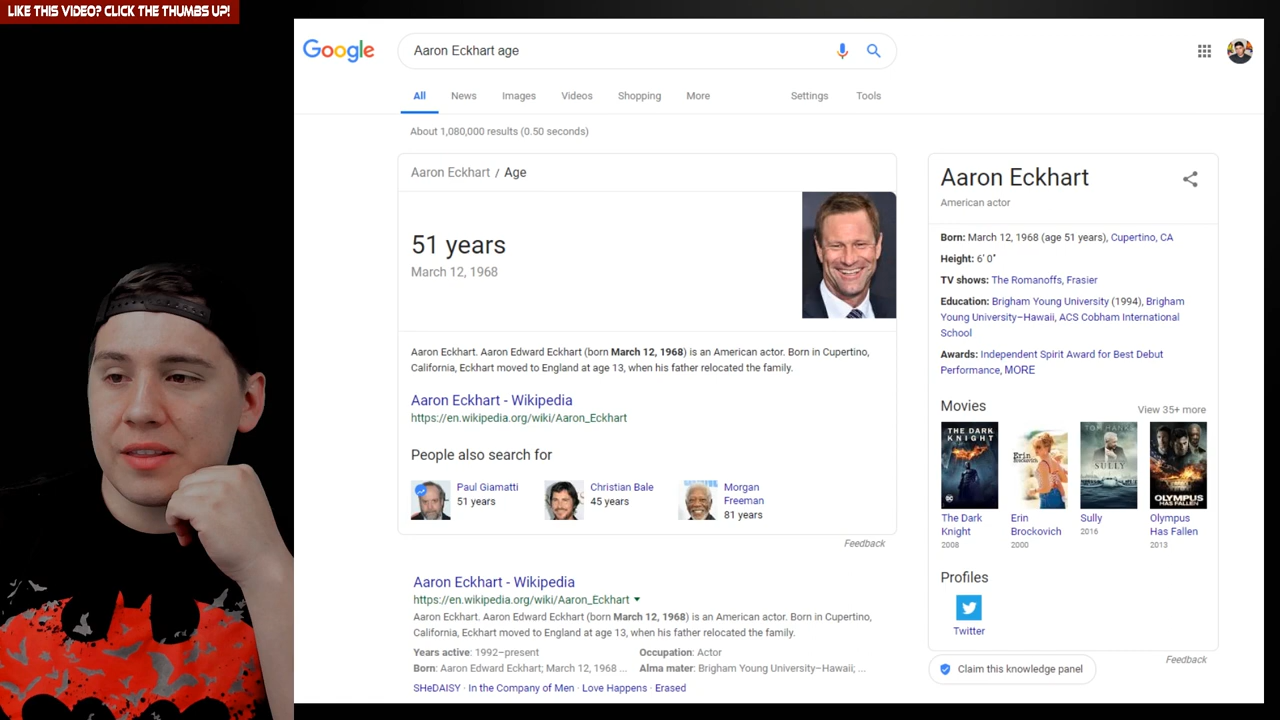 LIKE THIS VIDEO? CLICK THE THUMBS UP!
Google
Aaron Eckhart age
All News Images Videos Shopping More Settings Tools
About 1,080,000 results (0.50 seconds)
Aaron Eckhart / Age
51 years
March 12, 1968
Aaron Eckhart. Aaron Edward Eckhart (born March 12, 1968) is an American actor. Born in Cupertino,
California, Eckhart moved to England at age 13, when his father relocated the family.
Aaron Eckhart - Wikipedia
https://en.wikipedia.org/wiki/Aaron_Eckhart
People also search for
Paul Giamatti
51 years
Christian Bale
45 years
Morgan
Freeman
81 years
Feedback
Aaron Eckhart - Wikipedia
https://en.wikipedia.org/wiki/Aaron_Eckhart
Aaron Eckhart. Aaron Edward Eckhart (born March 12, 1968) is an American actor. Born in Cupertino,
California, Eckhart moved to England at age 13, when his father relocated the family.
Years active: 1992–present Occupation: Actor
Born: Aaron Edward Eckhart; March 12, 1968 ... Alma mater: Brigham Young University–Hawaii; ...
SHeDAISY · In the Company of Men · Love Happens · Erased
Aaron Eckhart
American actor
Born: March 12, 1968 (age 51 years), Cupertino, CA
Height: 6' 0"
TV shows: The Romanoffs, Frasier
Education: Brigham Young University (1994), Brigham
Young University–Hawaii, ACS Cobham International
School
Awards: Independent Spirit Award for Best Debut
Performance, MORE
Movies
View 35+ more
THE DARK
KNIGHT
Erin
Brockovich
TOM HANKS
SULLY
OLYMPUS
HAS FALLEN
The Dark
Knight
2008
Erin
Brockovich
2000
Sully
2016
Olympus
Has Fallen
2013
Profiles
Twitter
Feedback
Claim this knowledge panel